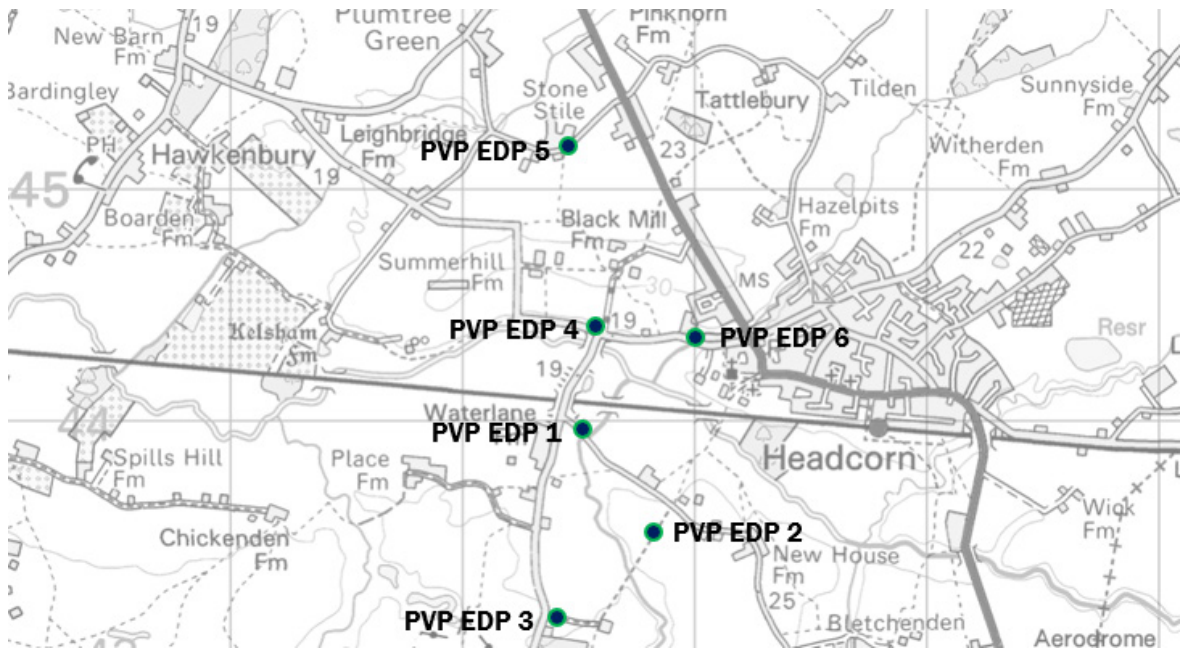 19
New Barn
Fm
Plumtree
Green
Pinkhorn
Fm
Bardingley
PH
Hawkenbury
19
Leighbridge
Fm
Stone
Stile
PVP EDP 5
Tattlebury
23
Tilden
Sunnyside
Fm
Witherden
Fm
45
Boarden
Fm
20
Black Mill
Fm
Hazelpits
Fm
22
Summerhill
Fm
30
MS
Kelsham
Fm
PVP EDP 4
19
PVP EDP 6
Resr
19
44
Waterlane
PVP EDP 1
Headcorn
Spills Hill
Fm
Place
Fm
Chickenden
Fm
PVP EDP 2
New House
Fm
25
Wick
Fm
PVP EDP 3
Bletchenden
Aerodrome